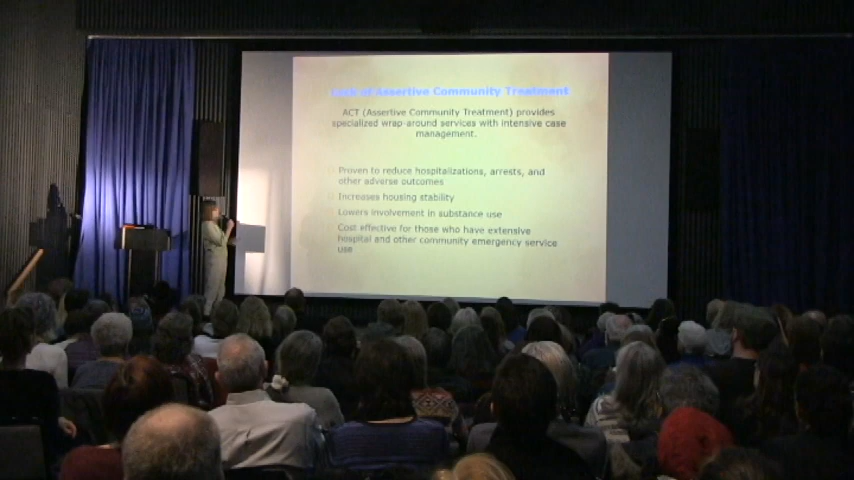 Lack of Assertive Community Treatment
ACT (Assertive Community Treatment) provides
specialized wrap-around services with intensive case
management.
Proven to reduce hospitalizations, arrests, and
other adverse outcomes
Increases housing stability
Lowers involvement in substance use
Cost effective for those who have extensive
hospital and other community emergency service
use